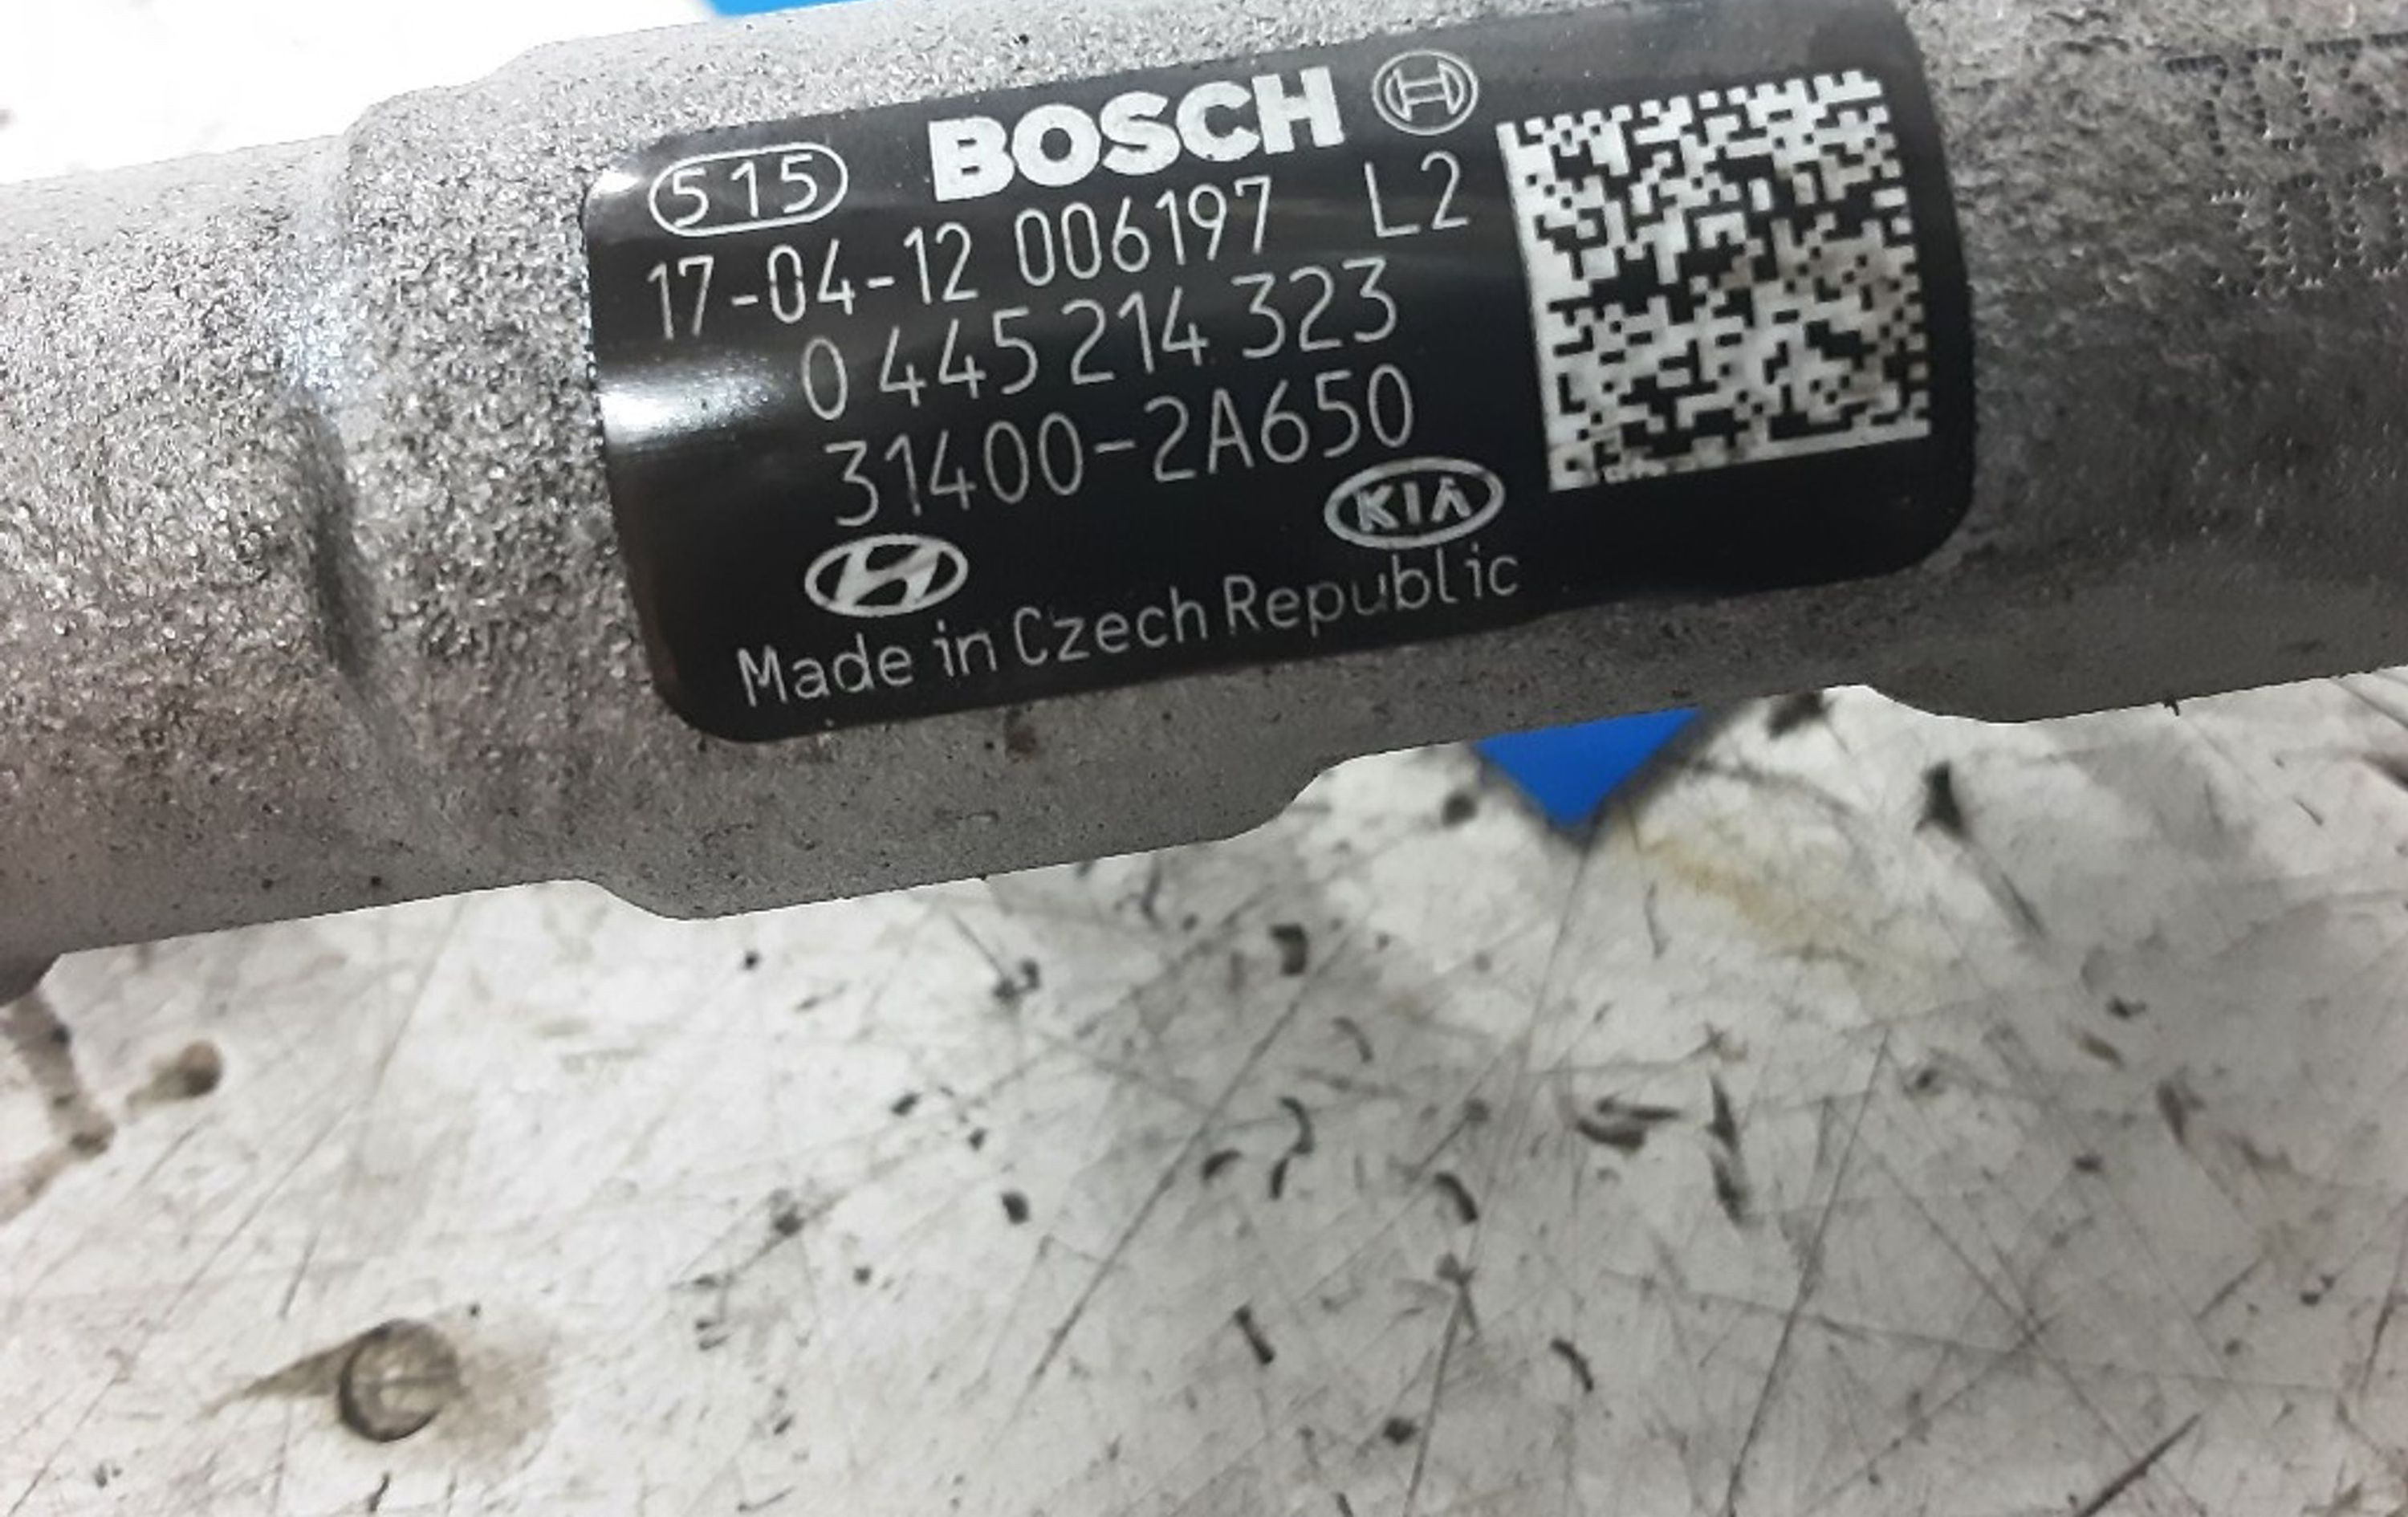 515 BOSCH
17-04-12 006197 L2
0 445 214 323
31400-2A650
KIA
Made in Czech Republic